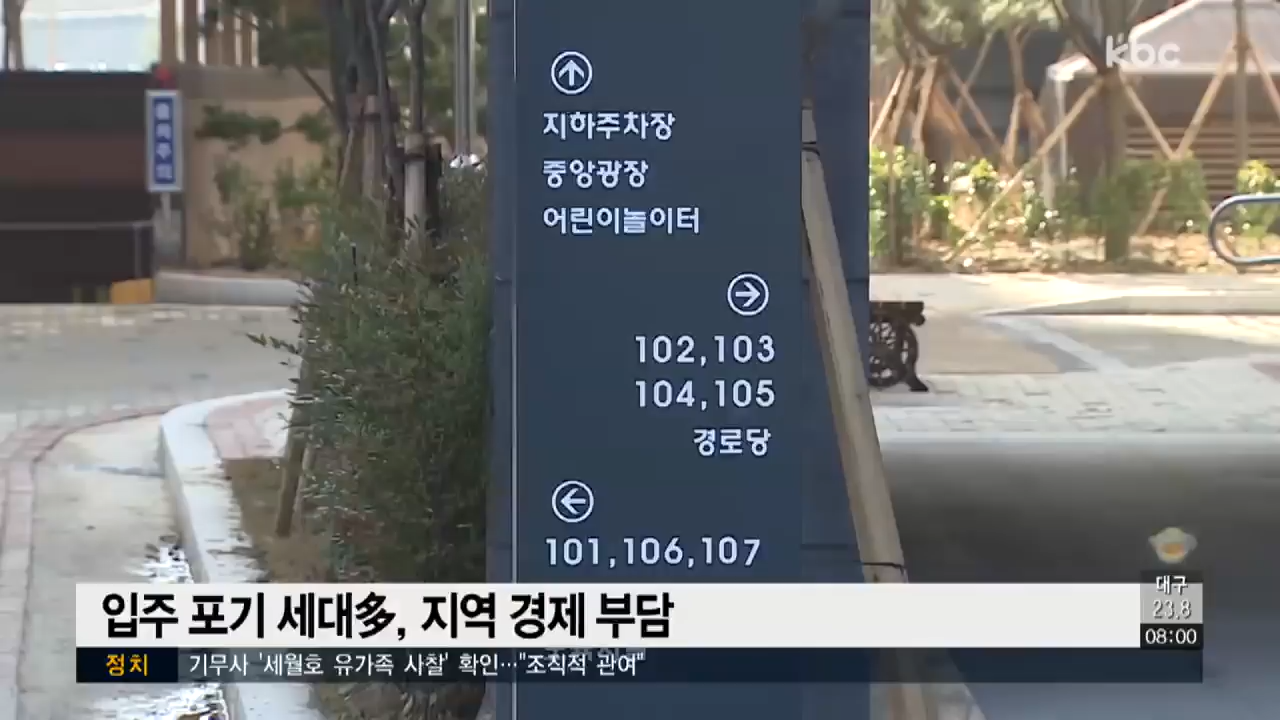 kbc
지하주차장
중앙광장
어린이놀이터
102,103
104,105
경로당
101,106,107
대구
23.8
08:00
입주 포기 세대多, 지역 경제 부담
정치 기무사 '세월호 유가족 사찰' 확인…"조직적 관여"